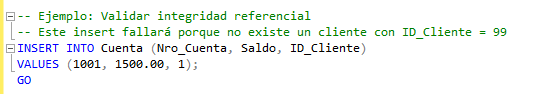 -- Ejemplo: Validar integridad referencial
-- Este insert fallará porque no existe un cliente con ID_Cliente = 99
INSERT INTO Cuenta (Nro_Cuenta, Saldo, ID_Cliente)
VALUES (1001, 1500.00, 1);
GO